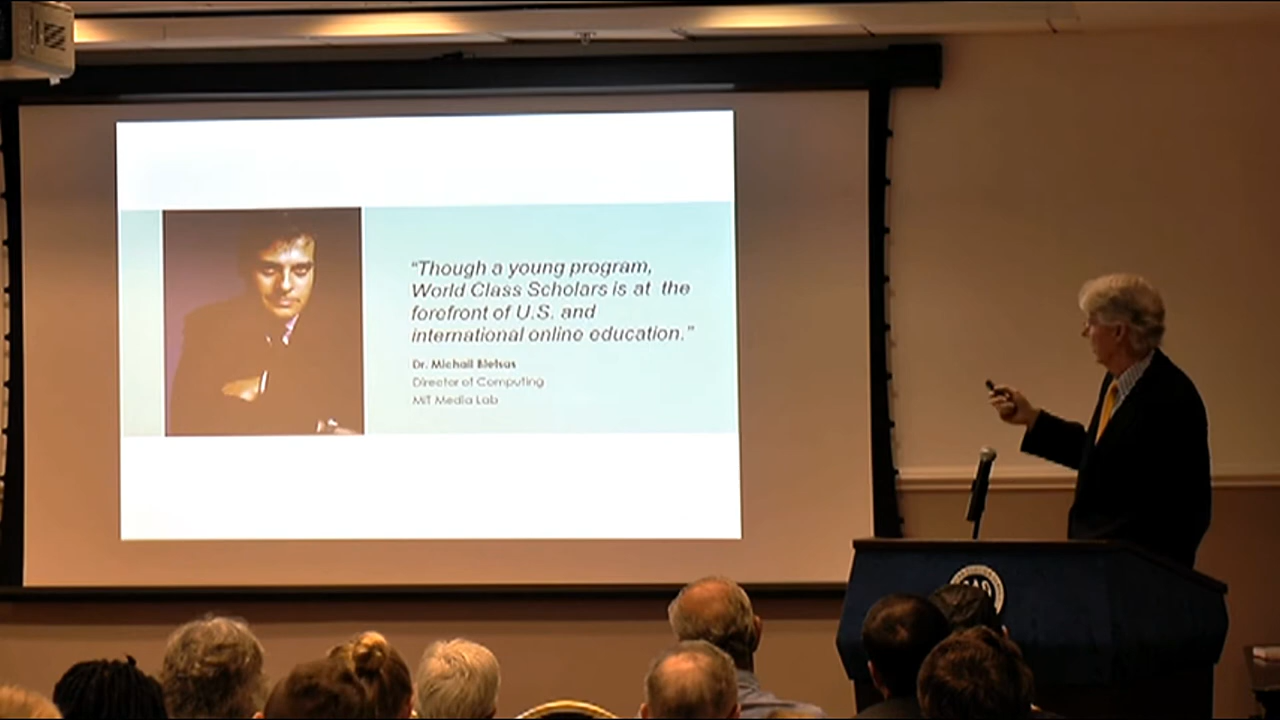 “Though a young program,
World Class Scholars is at the
forefront of U.S. and
international online education.”
Dr. Michail Bletsas
Director of Computing
MIT Media Lab